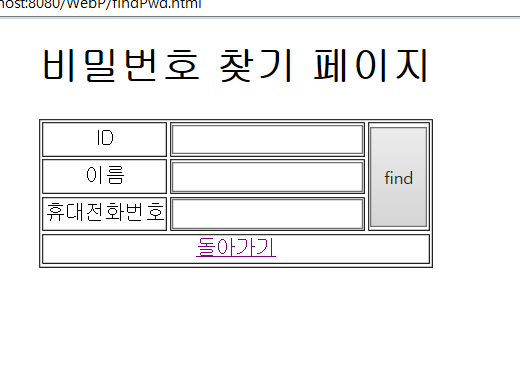 host:8080/WebP/findPwd.html
비밀번호 찾기 페이지
ID
이름
find
휴대전화번호
돌아가기